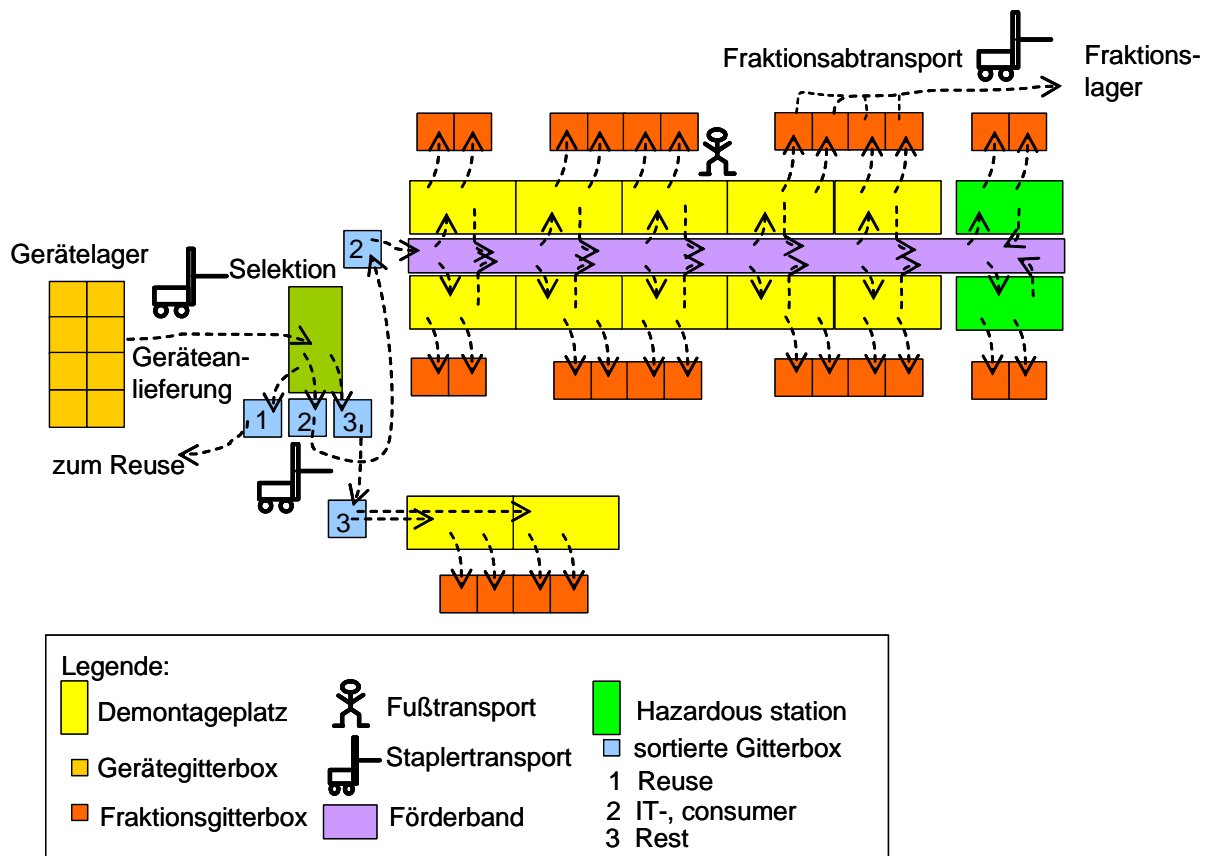 Fraktionsabtransport
Fraktions-
lager
Gerätelager
Selektion
2
Gerätean-
lieferung
1 2 3
zum Reuse
3
Legende:
Demontageplatz
Fußtransport
Hazardous station
Gerätegitterbox
Staplertransport
sortierte Gitterbox
1 Reuse
Fraktionsgitterbox
Förderband
2 IT-, consumer
3 Rest